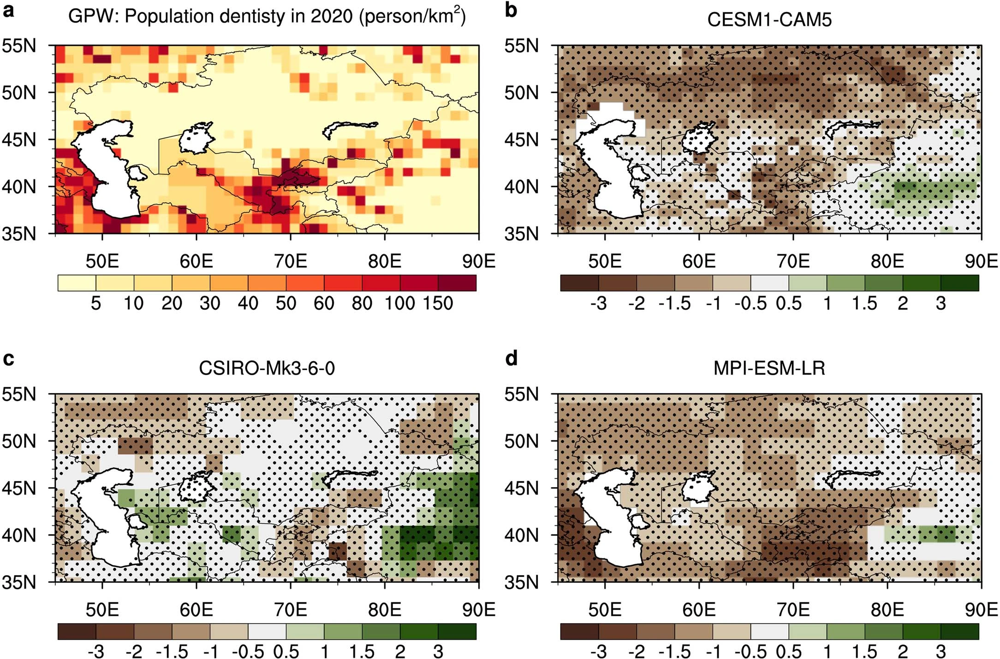 a
GPW: Population dentisty in 2020 (person/km²)
55N
50N
45N
40N
35N
50E 60E 70E 80E 90E
5 10 20 30 40 50 60 80 100 150
b
CESM1-CAM5
55N
50N
45N
40N
35N
50E 60E 70E 80E 90E
-3 -2 -1.5 -1 -0.5 0.5 1 1.5 2 3
c
CSIRO-Mk3-6-0
55N
50N
45N
40N
35N
50E 60E 70E 80E 90E
-3 -2 -1.5 -1 -0.5 0.5 1 1.5 2 3
d
MPI-ESM-LR
55N
50N
45N
40N
35N
50E 60E 70E 80E 90E
-3 -2 -1.5 -1 -0.5 0.5 1 1.5 2 3